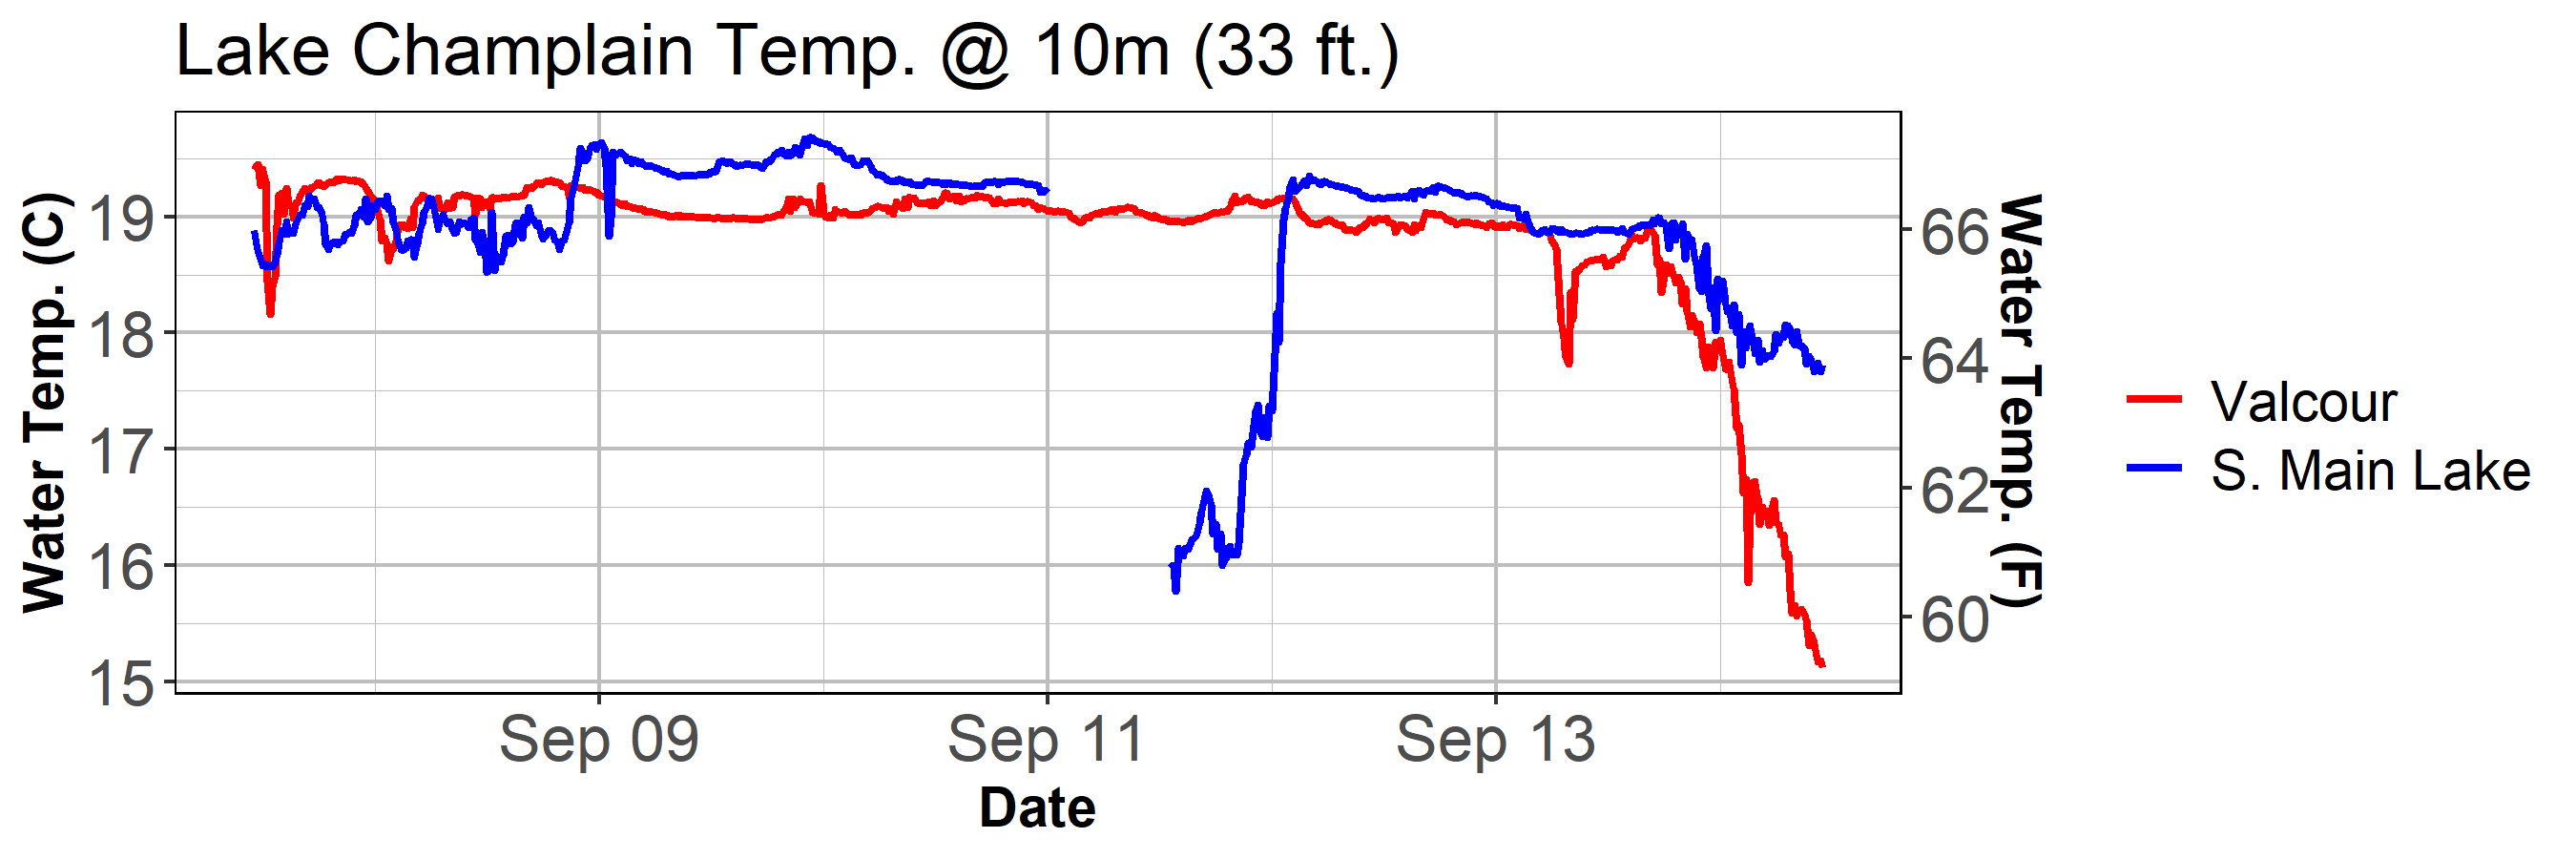 Lake Champlain Temp. @ 10m (33 ft.)
Water Temp. (C)
19
18
17
16
15
66
64
62
60
Water Temp. (F)
Sep 09 Sep 11 Sep 13
Date
Valcour
S. Main Lake